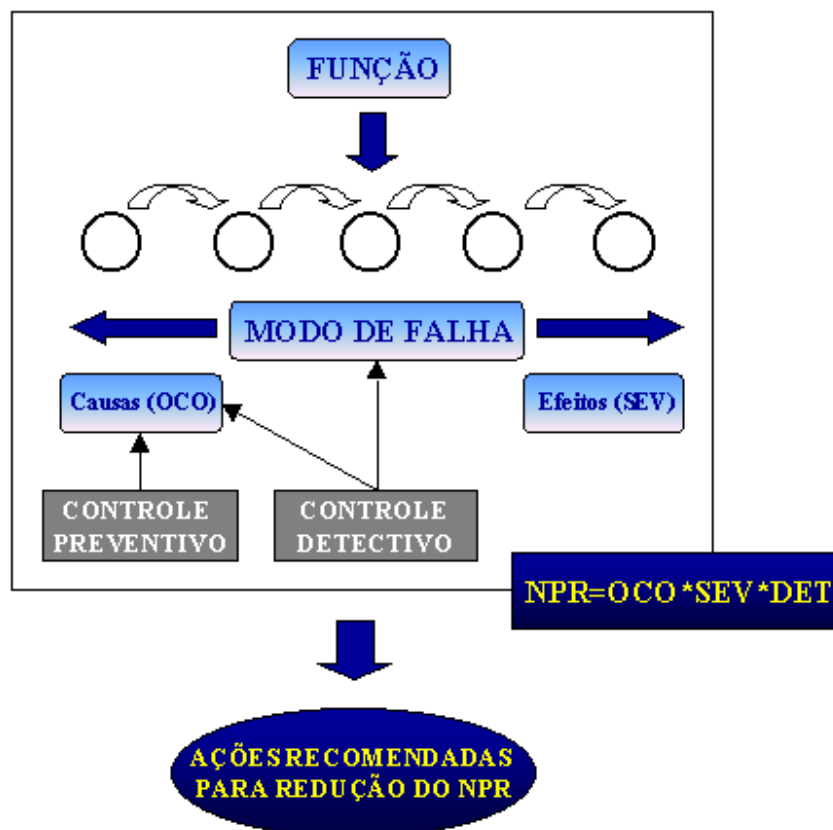 FUNÇÃO
MODO DE FALHA
Causas (OCO)
Efeitos (SEV)
CONTROLE
PREVENTIVO
CONTROLE
DETECTIVO
NPR=OCO*SEV*DET
AÇÕES RECOMENDADAS
PARA REDUÇÃO DO NPR